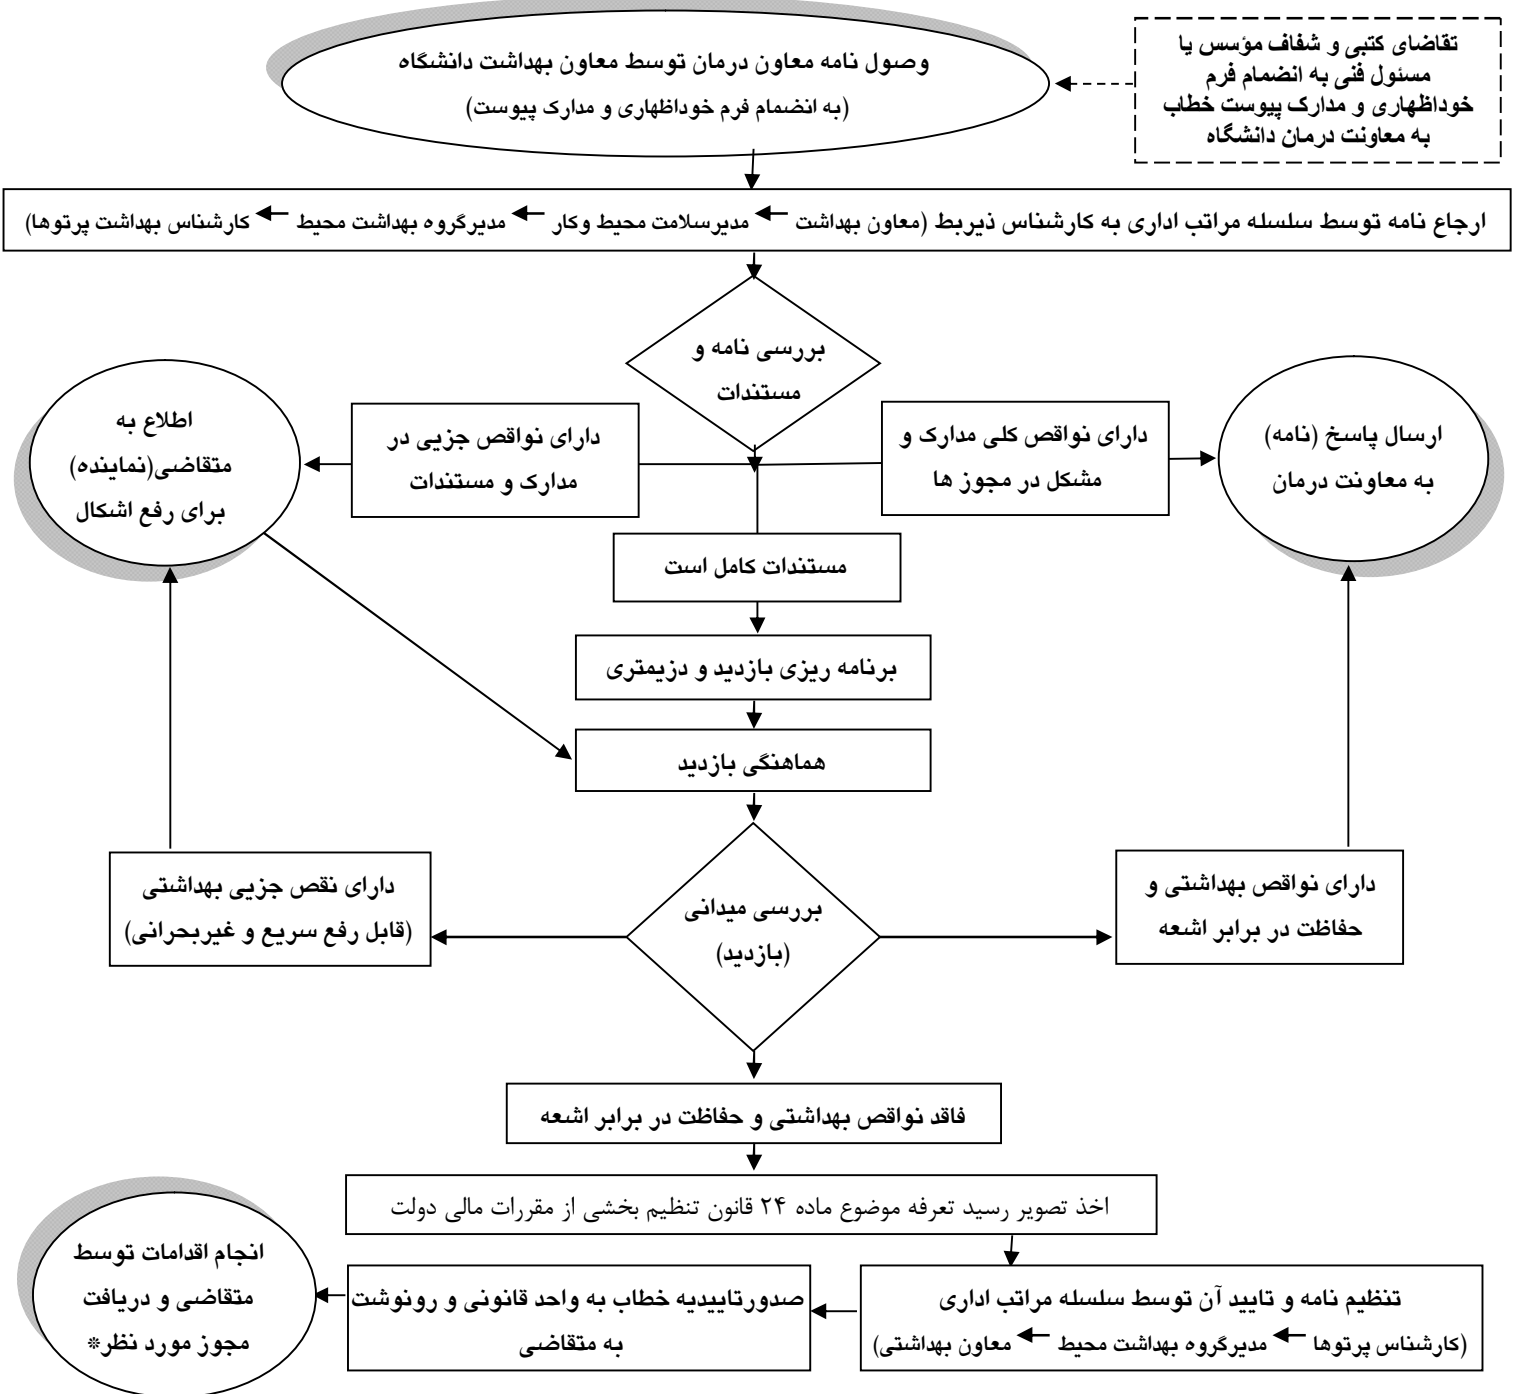 وصول نامه معاون درمان توسط معاون بهداشت دانشگاه
(به انضمام فرم خوداظهاری و مدارک پیوست)
تقاضای کتبی و شفاف مؤسس یا
مسئول فنی به انضمام فرم
خوداظهاری و مدارک پیوست خطاب
به معاونت درمان دانشگاه
ارجاع نامه توسط سلسله مراتب اداری به کارشناس ذیربط (معاون بهداشت ← مدیرسلامت محیط وکار ← مدیرگروه بهداشت محیط ← کارشناس بهداشت پرتوها)
بررسی نامه و
مستندات
دارای نواقص کلی مدارک و
مشکل در مجوز ها
ارسال پاسخ (نامه)
به معاونت درمان
دارای نواقص جزیی در
مدارک و مستندات
اطلاع به
متقاضی(نماینده)
برای رفع اشکال
مستندات کامل است
برنامه ریزی بازدید و دزیمتری
هماهنگی بازدید
بررسی میدانی
(بازدید)
دارای نواقص بهداشتی و
حفاظت در برابر اشعه
دارای نقص جزیی بهداشتی
(قابل رفع سریع و غیربحرانی)
فاقد نواقص بهداشتی و حفاظت در برابر اشعه
اخذ تصویر رسید تعرفه موضوع ماده ۲۴ قانون تنظیم بخشی از مقررات مالی دولت
تنظیم نامه و تایید آن توسط سلسله مراتب اداری
(کارشناس پرتوها ← مدیرگروه بهداشت محیط ← معاون بهداشتی)
صدورتاییدیه خطاب به واحد قانونی و رونوشت
به متقاضی
انجام اقدامات توسط
متقاضی و دریافت
مجوز مورد نظر*